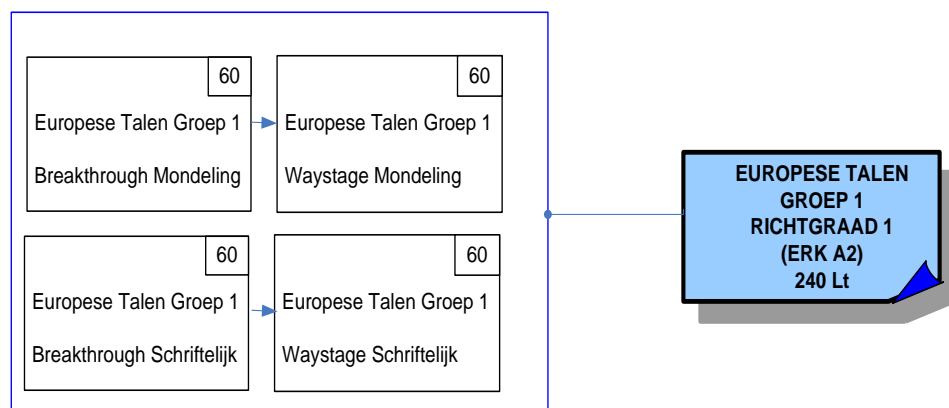 60
Europese Talen Groep 1
Breakthrough Mondeling
60
Europese Talen Groep 1
Waystage Mondeling
60
Europese Talen Groep 1
Breakthrough Schriftelijk
60
Europese Talen Groep 1
Waystage Schriftelijk
EUROPESE TALEN
GROEP 1
RICHTGRAAD 1
(ERK A2)
240 Lt